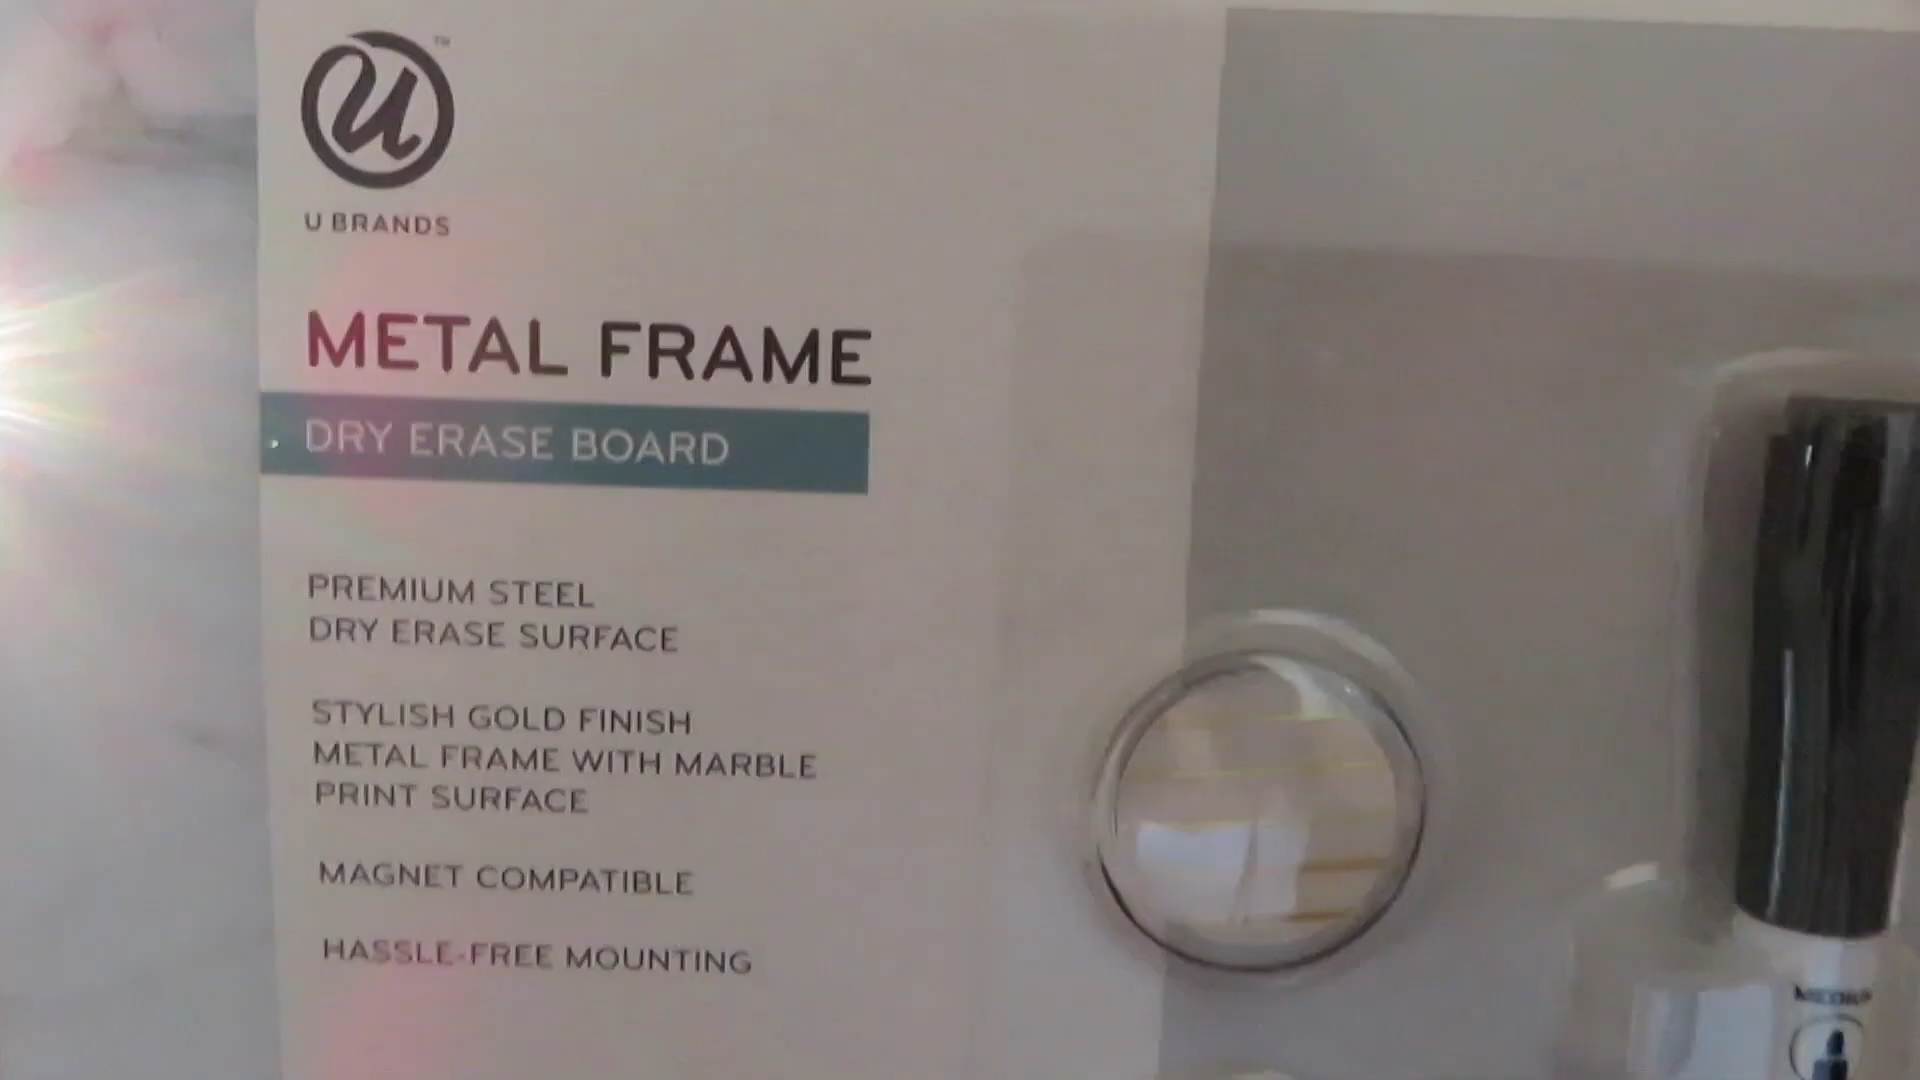 U
TM
U BRANDS
METAL FRAME
DRY ERASE BOARD
PREMIUM STEEL
DRY ERASE SURFACE
STYLISH GOLD FINISH
METAL FRAME WITH MARBLE
PRINT SURFACE
MAGNET COMPATIBLE
HASSLE-FREE MOUNTING